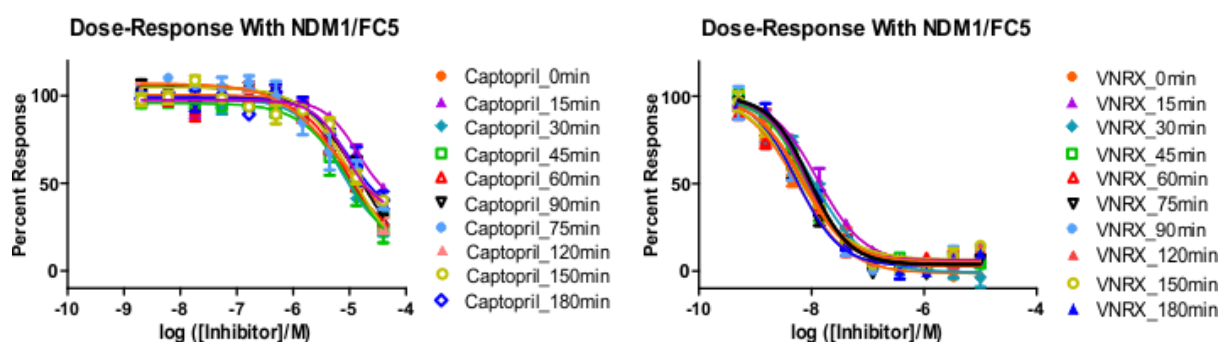 Dose-Response With NDM1/FC5
Percent Response
100
50
0
-10
-9
-8
-7
-6
-5
-4
log ([Inhibitor]/M)
Captopril_0min
Captopril_15min
Captopril_30min
Captopril_45min
Captopril_60min
Captopril_90min
Captopril_75min
Captopril_120min
Captopril_150min
Captopril_180min
Dose-Response With NDM1/FC5
Percent Response
100
50
0
-10
-8
-6
-4
log ([Inhibitor]/M)
VNRX_0min
VNRX_15min
VNRX_30min
VNRX_45min
VNRX_60min
VNRX_75min
VNRX_90min
VNRX_120min
VNRX_150min
VNRX_180min